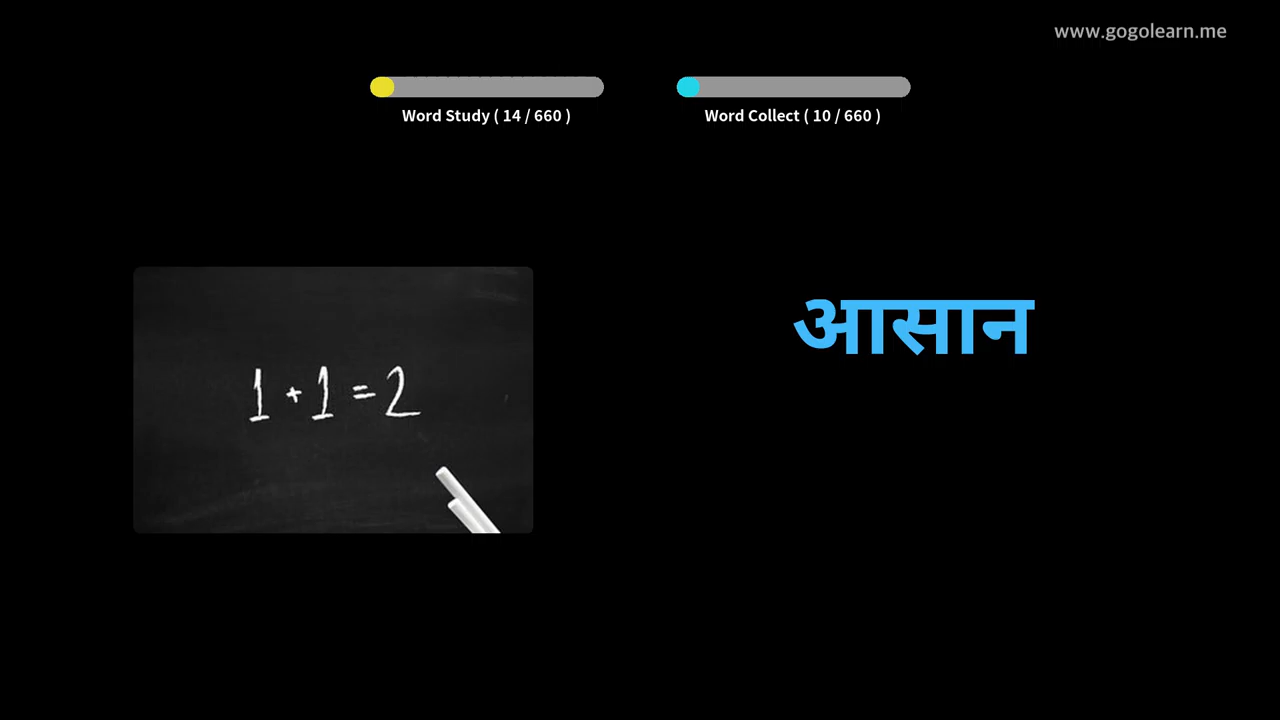 www.gogolearn.me
Word Study ( 14 / 660 )
Word Collect ( 10 / 660 )
आसान
1 + 1 = 2